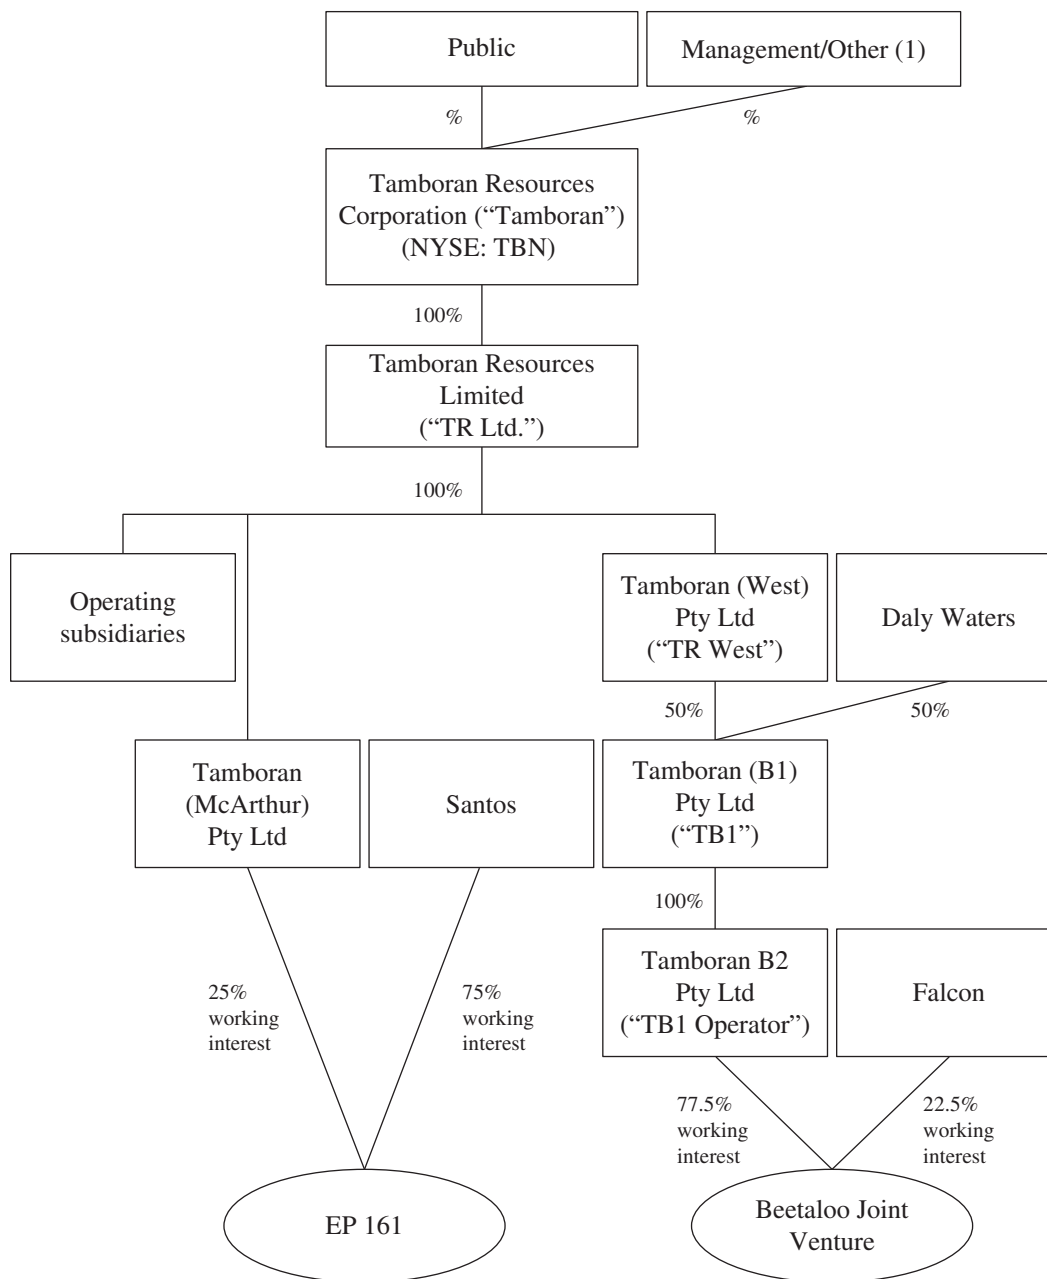 Public
Management/Other (1)
%
%
Tamboran Resources
Corporation (“Tamboran”)
(NYSE: TBN)
100%
Tamboran Resources
Limited
(“TR Ltd.”)
100%
Operating
subsidiaries
Tamboran (West)
Pty Ltd
(“TR West”)
Daly Waters
50%
50%
Tamboran
(McArthur)
Pty Ltd
Santos
Tamboran (B1)
Pty Ltd
(“TB1”)
100%
Tamboran B2
Pty Ltd
(“TB1 Operator”)
Falcon
25%
working
interest
75%
working
interest
77.5%
working
interest
22.5%
working
interest
EP 161
Beetaloo Joint
Venture